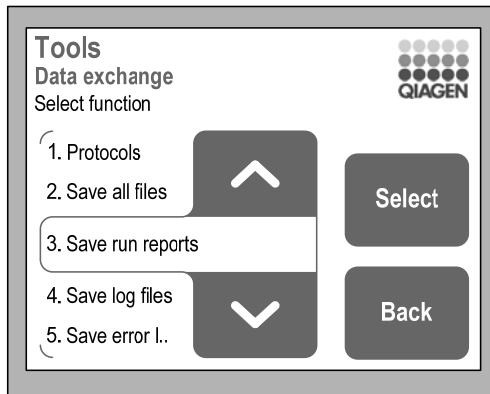 Tools
Data exchange
Select function
QIAGEN
1. Protocols
2. Save all files
3. Save run reports
4. Save log files
5. Save error l..
Select
Back